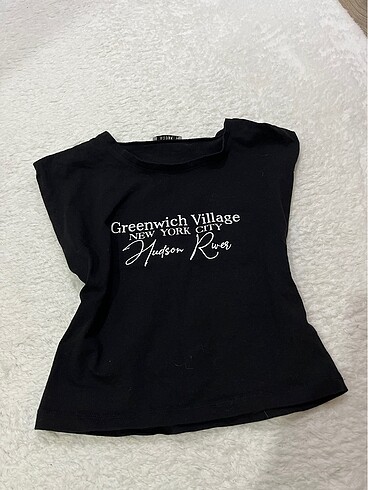 Greenwich Village
NEW YORK CITY
Hudson River